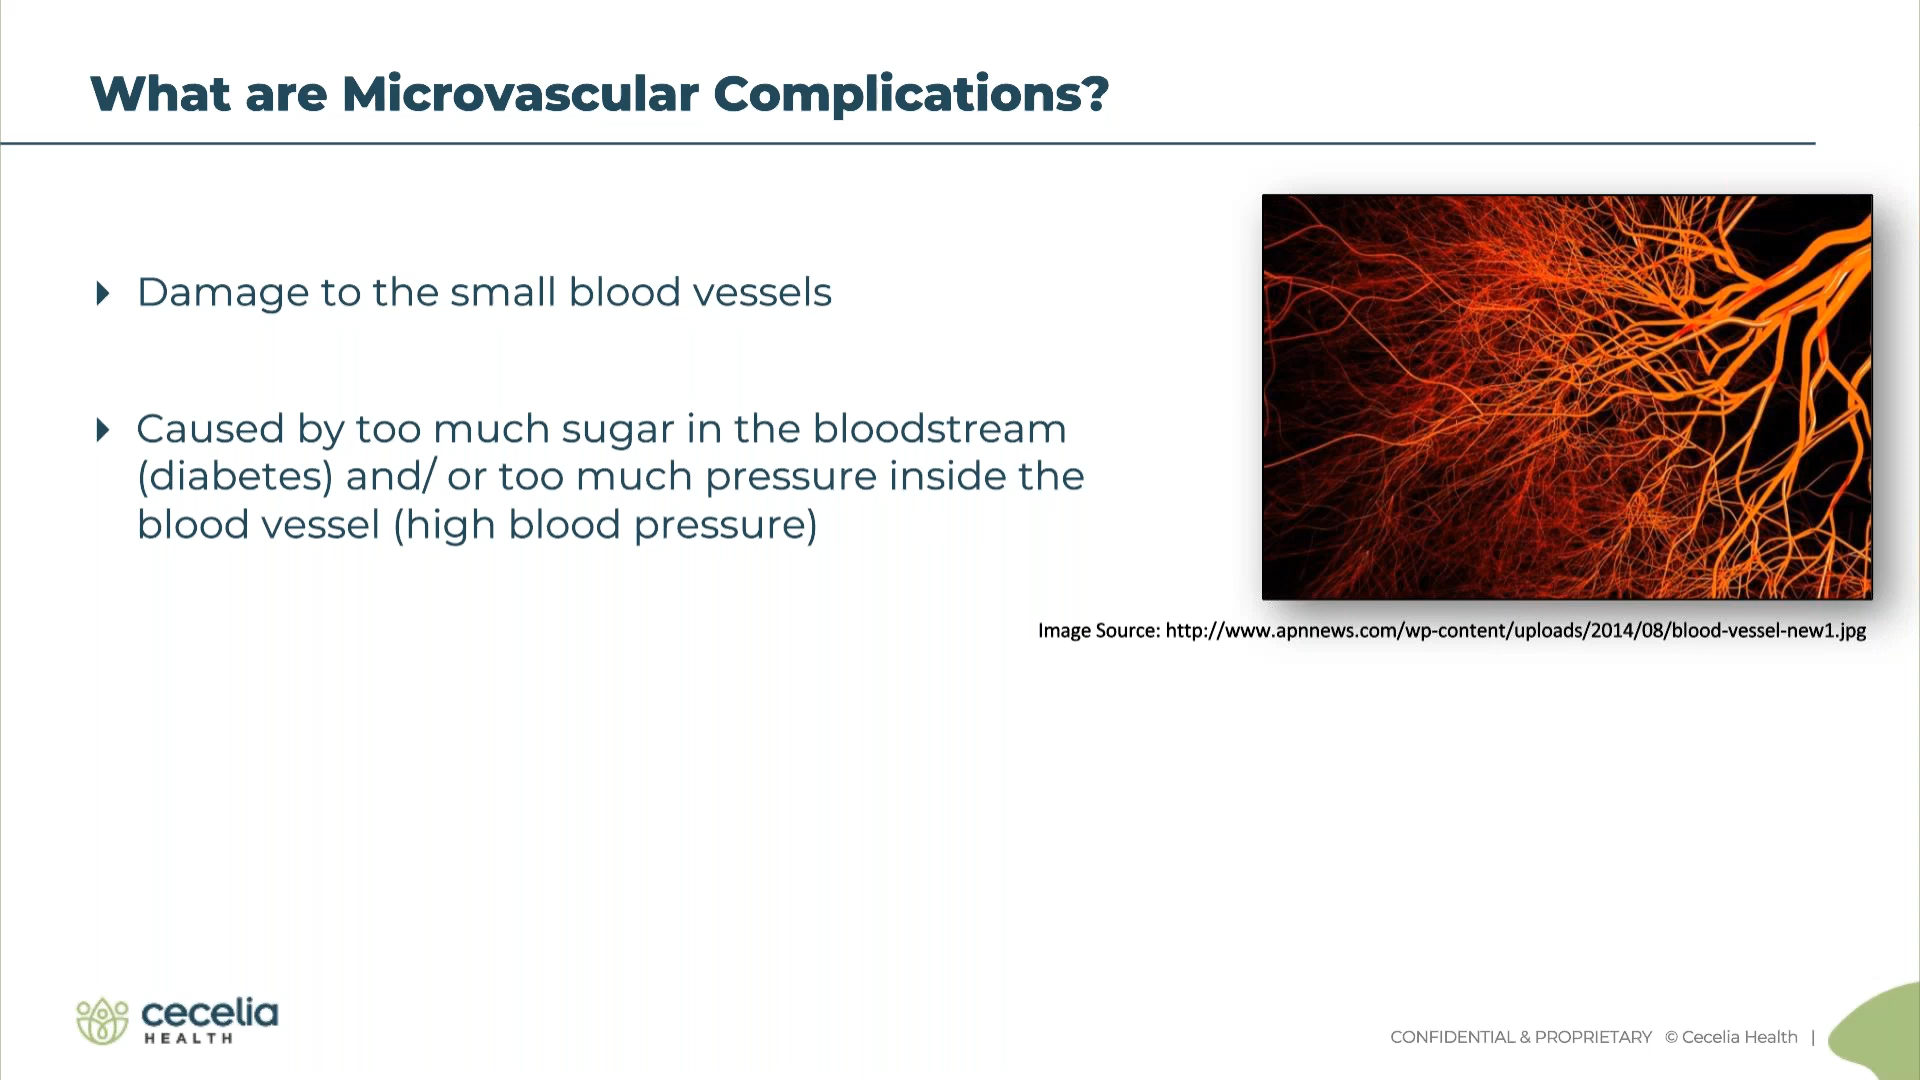 What are Microvascular Complications?
Damage to the small blood vessels
Caused by too much sugar in the bloodstream
(diabetes) and/ or too much pressure inside the
blood vessel (high blood pressure)
Image Source: http://www.apnnews.com/wp-content/uploads/2014/08/blood-vessel-new1.jpg
cecelia
HEALTH
CONFIDENTIAL & PROPRIETARY © Cecelia Health |